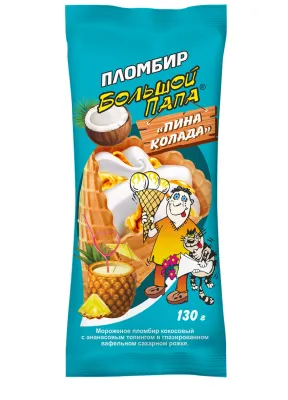 ПЛОМБИР
БОЛЬШОЙ
ПАПА®
«ПИНА
КОЛАДА»
130 г
Мороженое пломбир кокосовый
с ананасовым топингом в глазированном
вафельном сахарном рожке.